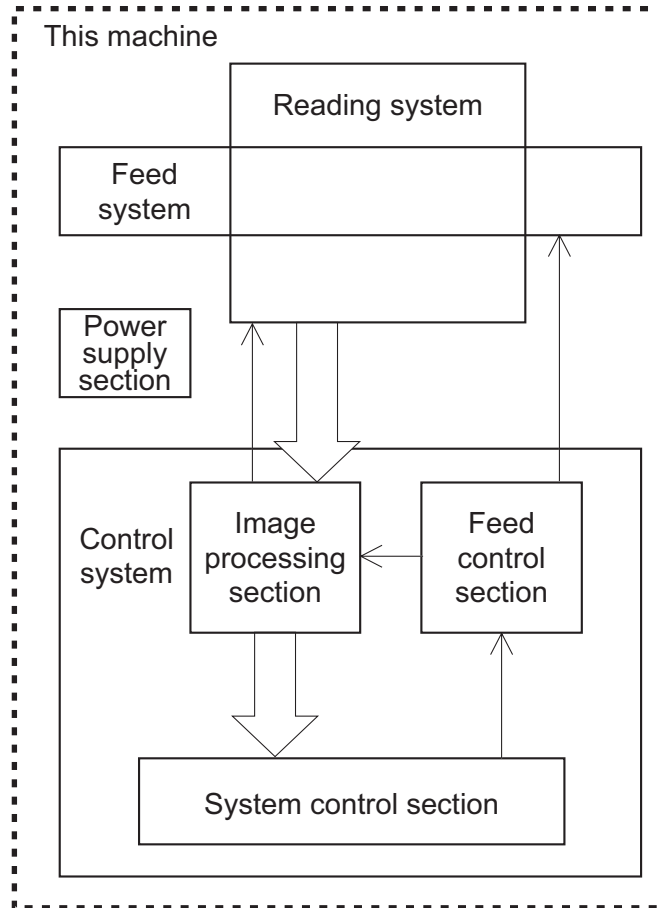 This machine
Reading system
Feed
system
Power
supply
section
Control
system
Image
processing
section
Feed
control
section
System control section